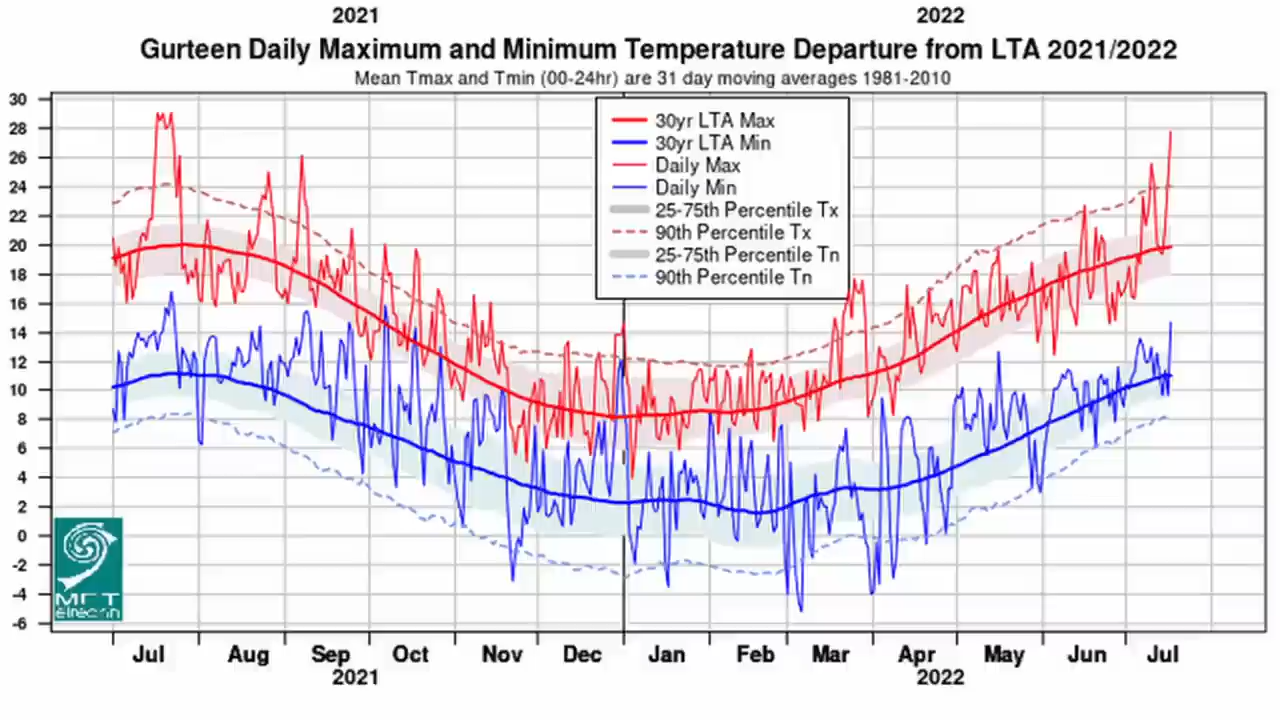 2021 2022
Gurteen Daily Maximum and Minimum Temperature Departure from LTA 2021/2022
Mean Tmax and Tmin (00-24hr) are 31 day moving averages 1981-2010
30
28
26
24
22
20
18
16
14
12
10
8
6
4
2
0
-2
-4
-6
30yr LTA Max
30yr LTA Min
Daily Max
Daily Min
25-75th Percentile Tx
90th Percentile Tx
25-75th Percentile Tn
90th Percentile Tn
MET
éireann
Jul Aug Sep Oct Nov Dec Jan Feb Mar Apr May Jun Jul
2021 2022